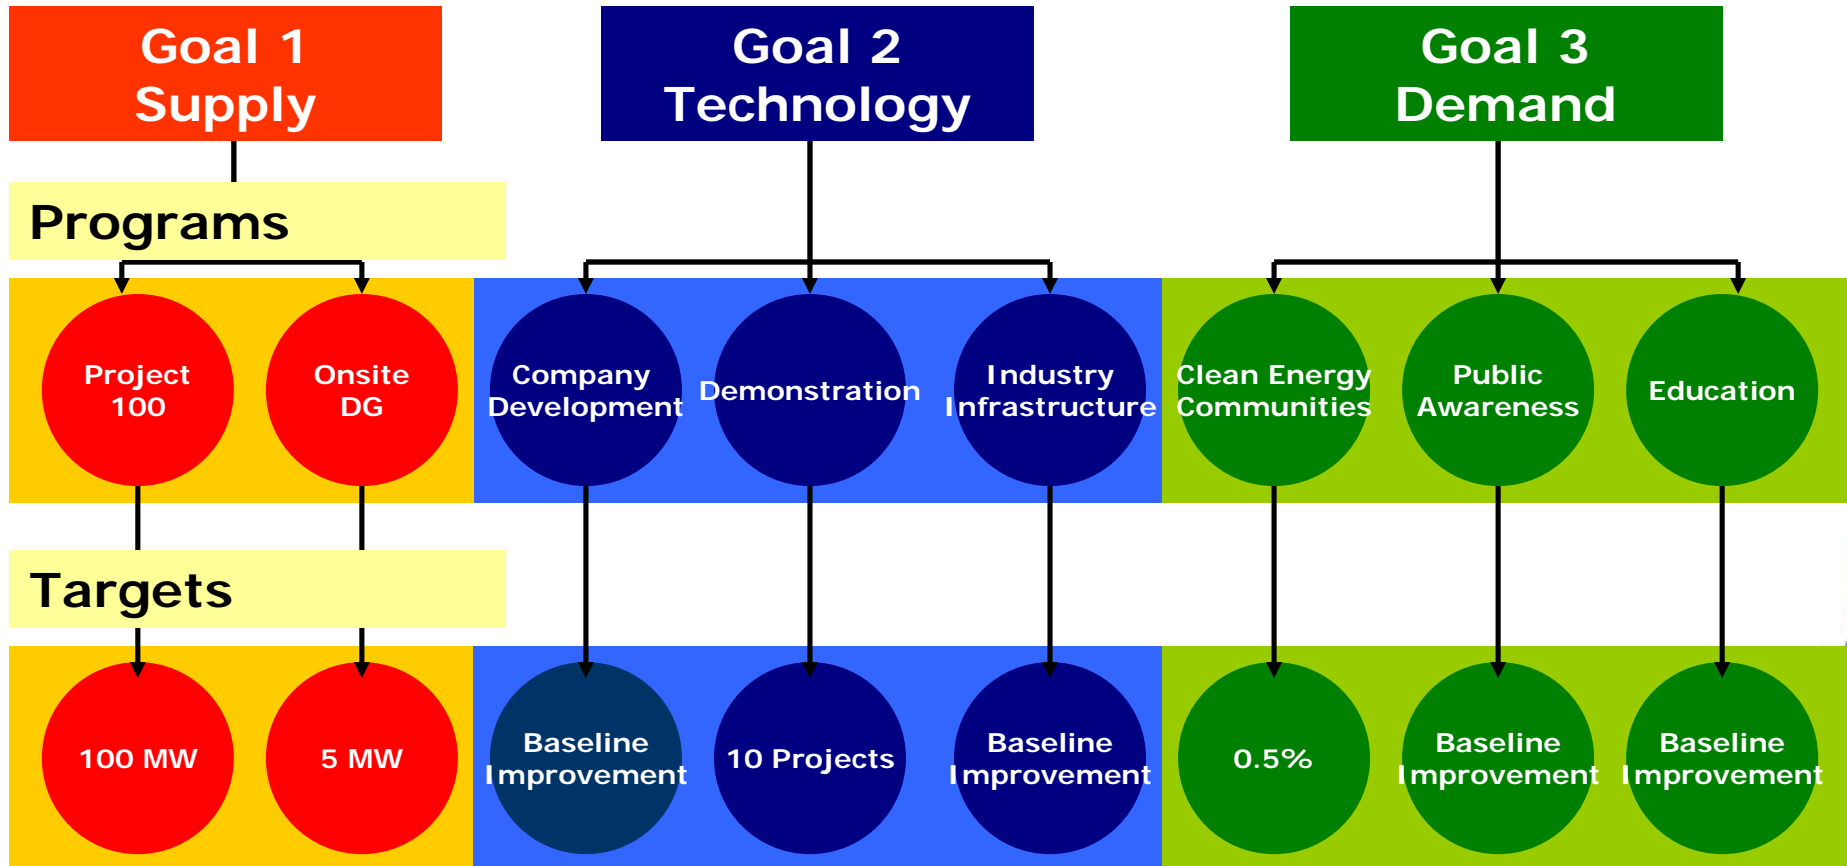 Goal 1
Supply
Goal 2
Technology
Goal 3
Demand
Programs
Project
100
Onsite
DG
Company
Development
Demonstration
Industry
Infrastructure
Clean Energy
Communities
Public
Awareness
Education
Targets
100 MW
5 MW
Baseline
Improvement
10 Projects
Baseline
Improvement
0.5%
Baseline
Improvement
Baseline
Improvement